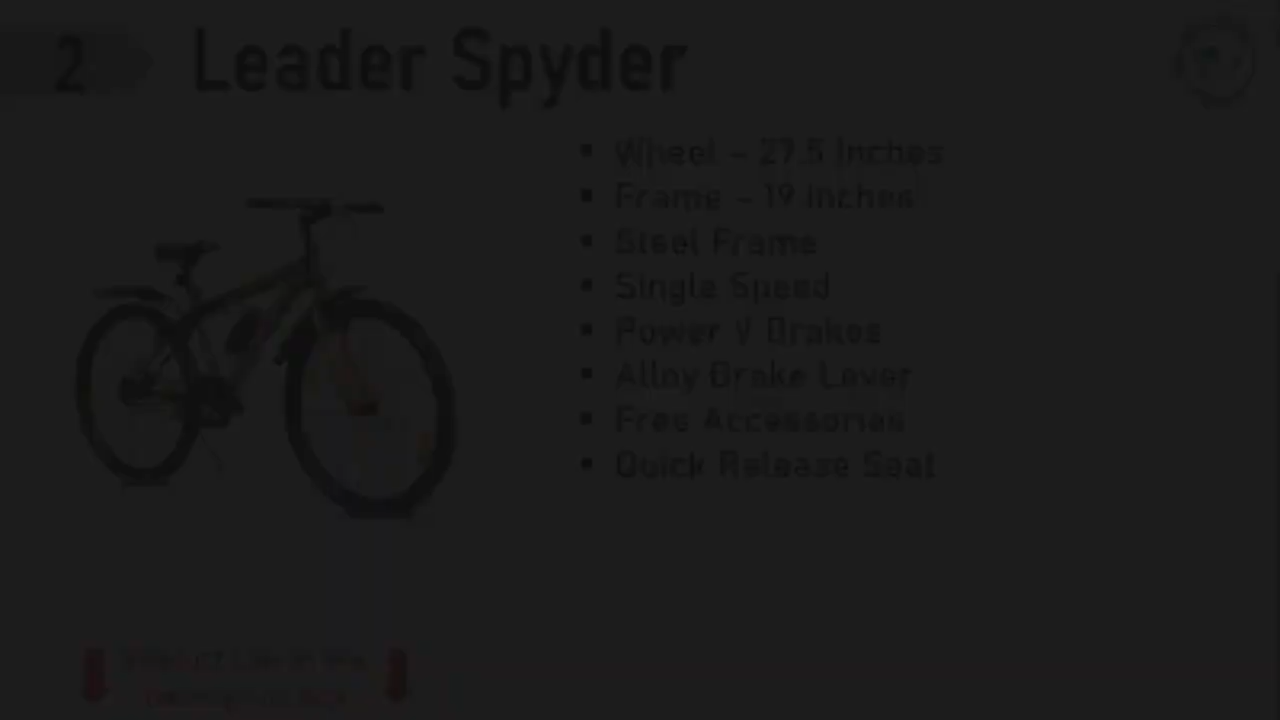 2
Leader Spyder
▪ Wheel – 27.5 Inches
▪ Frame – 19 Inches
▪ Steel Frame
▪ Single Speed
▪ Power V Brakes
▪ Alloy Brake Lever
▪ Free Accessories
▪ Quick Release Seat